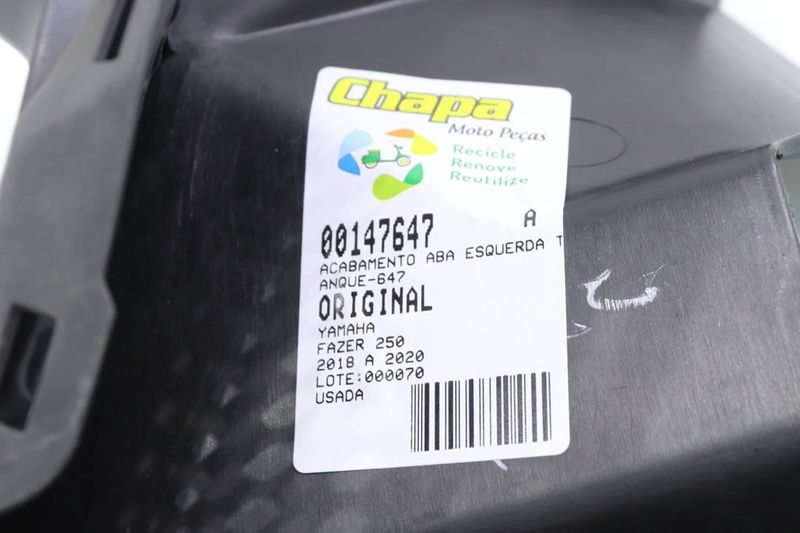 Chapa
Moto Peças
Recicle
Renove
Reutilize
00147647 A
ACABAMENTO ABA ESQUERDA T
ANQUE-647
ORIGINAL
YAMAHA
FAZER 250
2018 A 2020
LOTE:000070
USADA